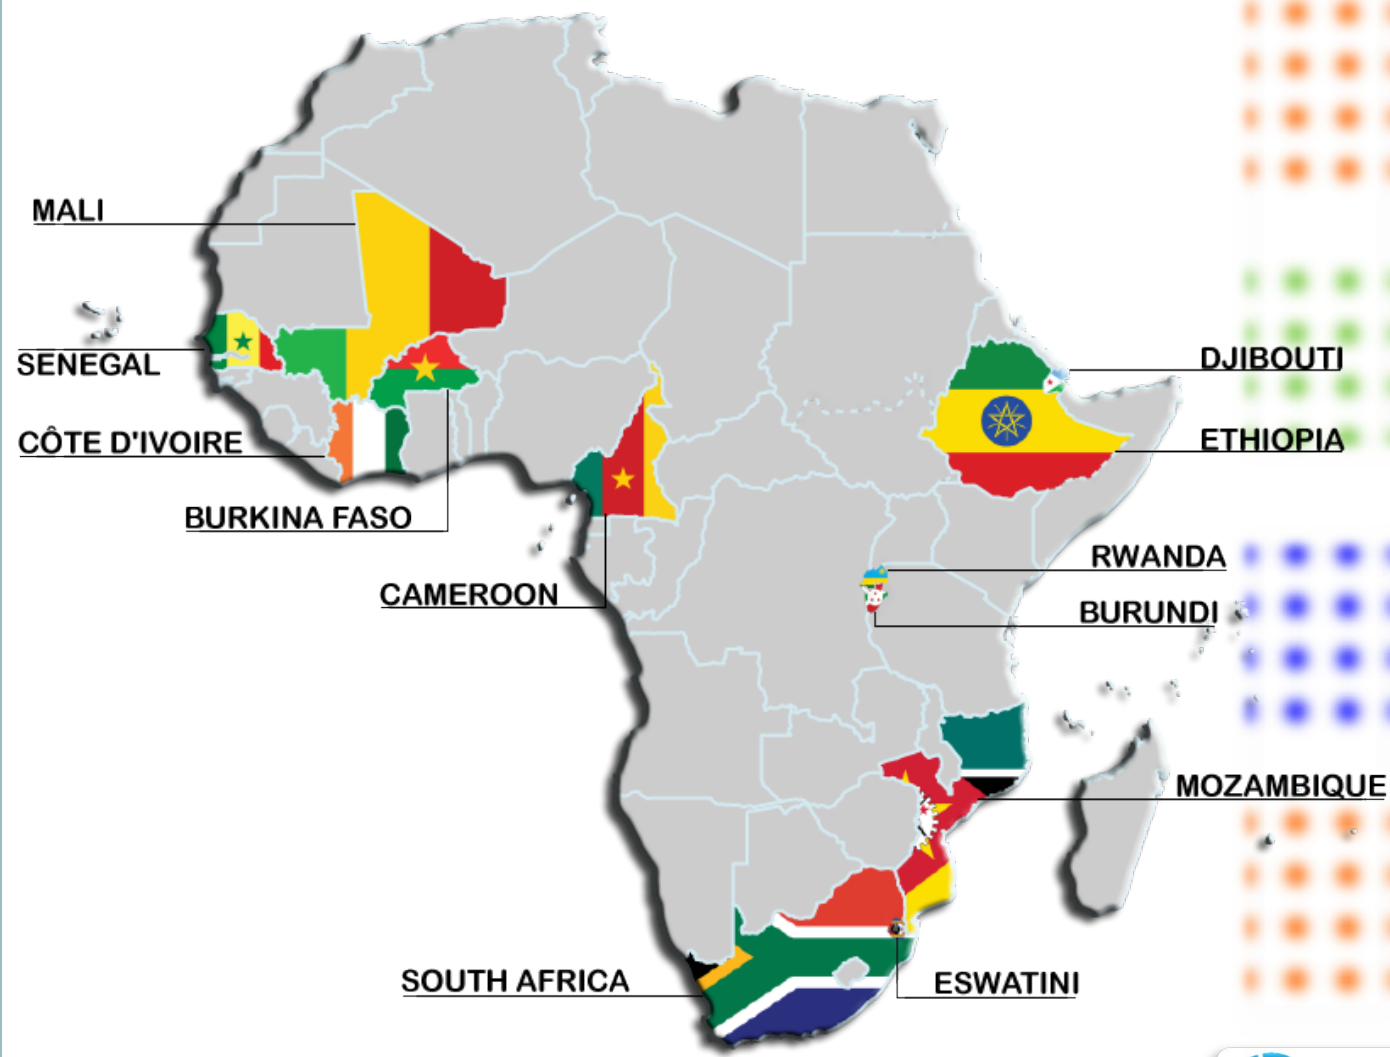 MALI
SENEGAL
DJIBOUTI
CÔTE D'IVOIRE
ETHIOPIA
BURKINA FASO
RWANDA
CAMEROON
BURUNDI
MOZAMBIQUE
SOUTH AFRICA
ESWATINI